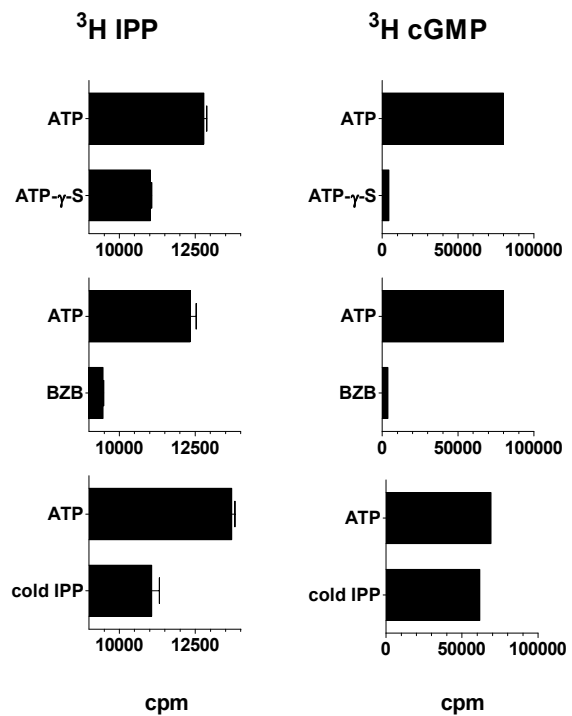 ³H IPP
³H cGMP
ATP
ATP-γ-S
10000 12500
ATP
ATP-γ-S
0 50000 100000
ATP
BZB
10000 12500
ATP
BZB
0 50000 100000
ATP
cold IPP
10000 12500
ATP
cold IPP
0 50000 100000
cpm
cpm